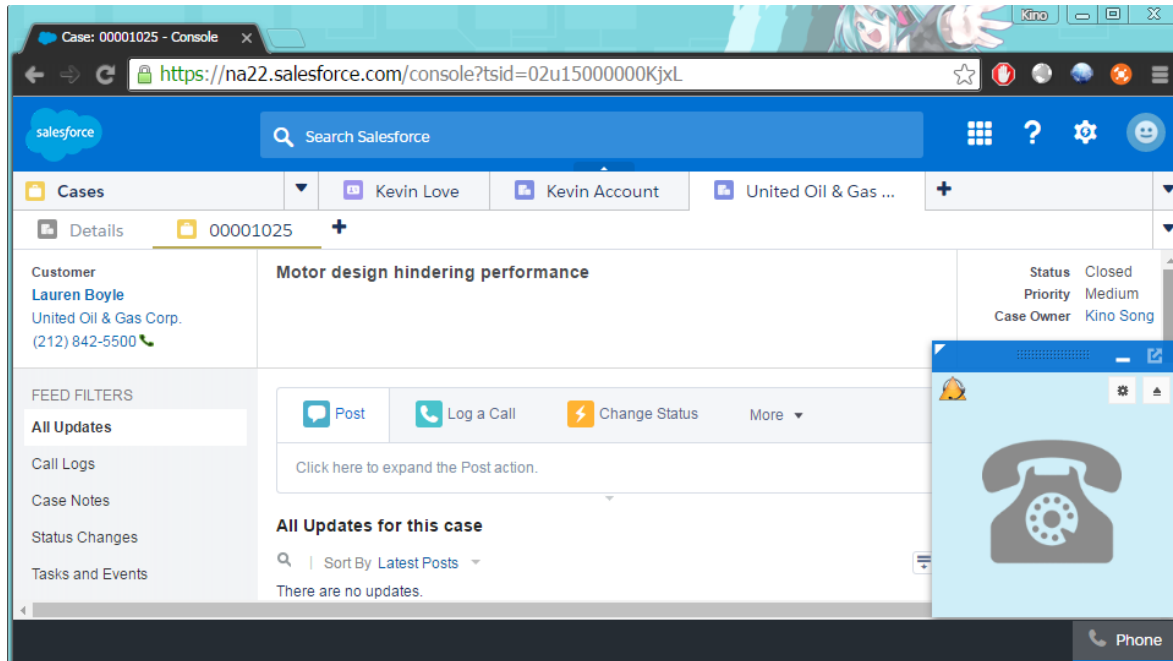 Case: 00001025 - Console
Kino
https://na22.salesforce.com/console?tsid=02u15000000KjxL
salesforce
Search Salesforce
?
Cases
Kevin Love
Kevin Account
United Oil & Gas ...
Details
00001025
Customer
Lauren Boyle
United Oil & Gas Corp.
(212) 842-5500
Motor design hindering performance
Status Closed
Priority Medium
Case Owner Kino Song
FEED FILTERS
All Updates
Call Logs
Case Notes
Status Changes
Tasks and Events
Post
Log a Call
Change Status
More
Click here to expand the Post action.
All Updates for this case
Sort By Latest Posts
There are no updates.
Phone